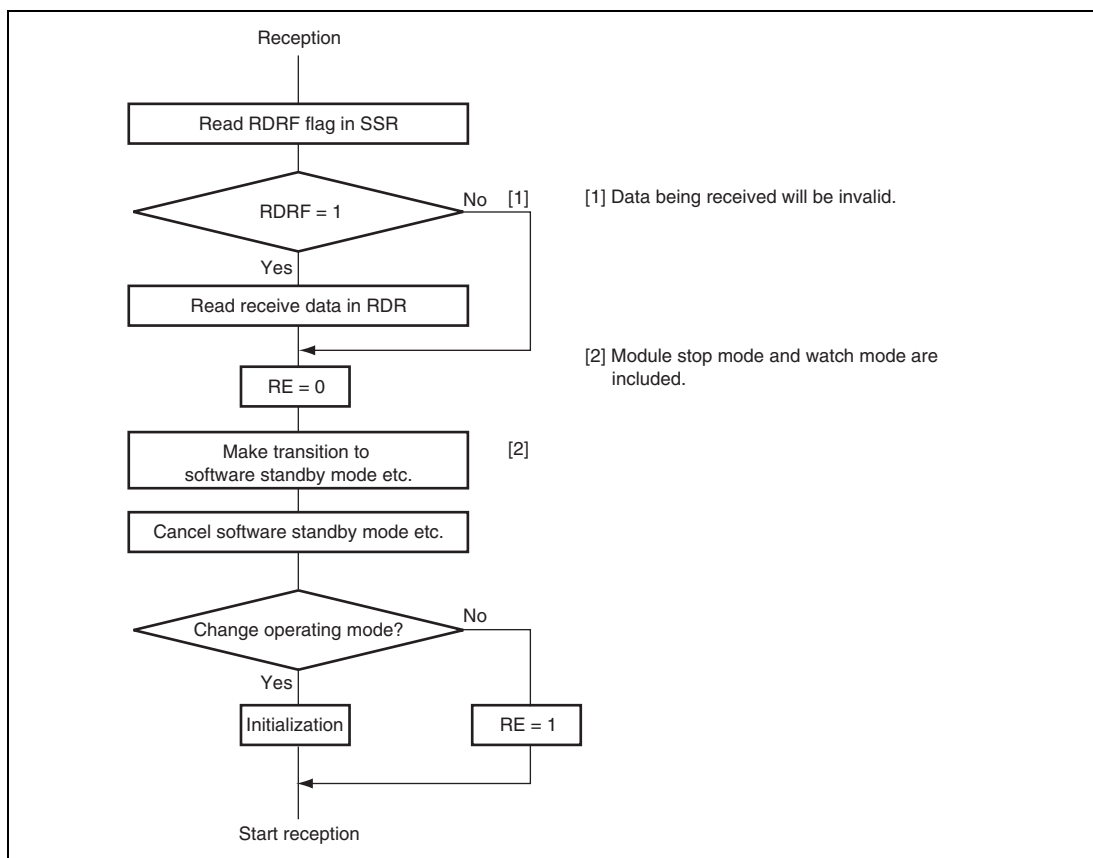 Reception
Read RDRF flag in SSR
No [1]
[1] Data being received will be invalid.
RDRF = 1
Yes
Read receive data in RDR
[2] Module stop mode and watch mode are
included.
RE = 0
Make transition to
software standby mode etc.
[2]
Cancel software standby mode etc.
No
Change operating mode?
Yes
Initialization
RE = 1
Start reception